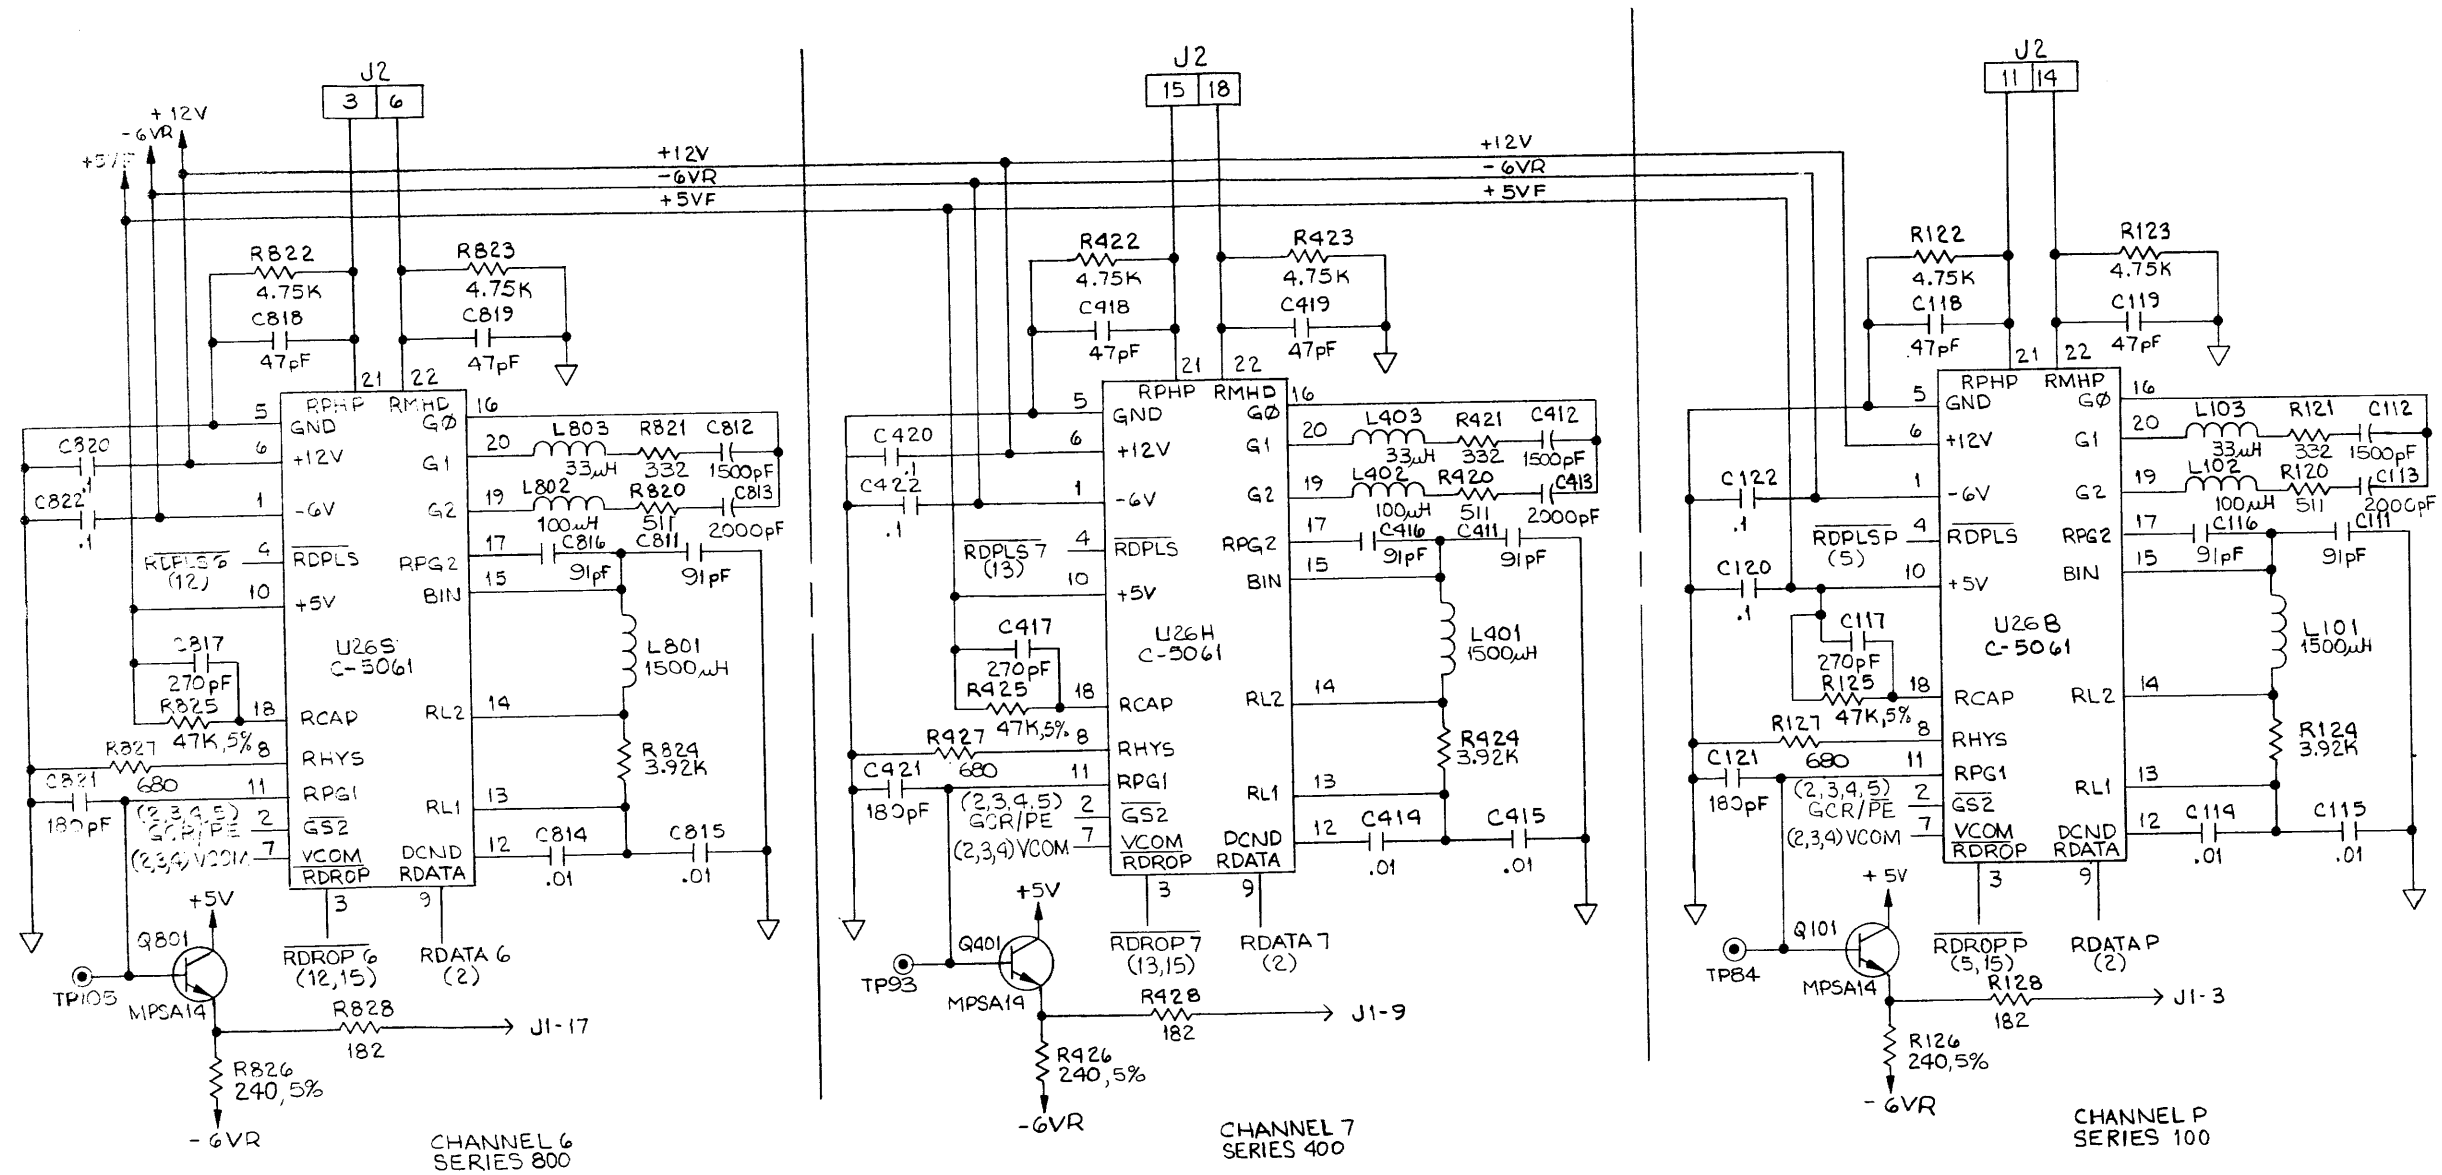 J2
3 6
+12V
-6VR
+5VF
+12V
-6VR
+5VF
R822
4.75K
R823
4.75K
C818
47pF
C819
47pF
21 22
RPHP RMHD
5 GND
GØ 16
C820
.1
6 +12V
G1 20
L803
33µH
R821
332
C812
1500pF
C822
.1
1 -6V
G2 19
L802
100µH
R820
511
C813
2000pF
RDPLS 6
(12)
4 RDPLS
RPG2 17
C816
91pF
C811
91pF
10 +5V
BIN 15
U26S
C-5061
C817
270pF
L801
1500µH
R825
47K,5%
18 RCAP
RL2 14
R827
680
8 RHYS
R824
3.92K
C821
180pF
11 RPG1
RL1 13
(2,3,4,5)
GCR/PE
2 GS2
(2,3,4)VCOM
7 VCOM
DCND 12
C814
.01
C815
.01
RDROP RDATA
3 9
+5V
Q801
TP105
MPSA14
RDROP 6
(12,15)
RDATA 6
(2)
R828
182
J1-17
R826
240,5%
-6VR
CHANNEL 6
SERIES 800
J2
15 18
+12V
-6VR
+5VF
R422
4.75K
R423
4.75K
C418
47pF
C419
47pF
21 22
RPHP RMHD
5 GND
GØ 16
C420
.1
6 +12V
G1 20
L403
33µH
R421
332
C412
1500pF
C422
.1
1 -6V
G2 19
L402
100µH
R420
511
C413
2000pF
RDPLS 7
(13)
4 RDPLS
RPG2 17
C416
91pF
C411
91pF
10 +5V
BIN 15
U26H
C-5061
C417
270pF
L401
1500µH
R425
47K,5%
18 RCAP
RL2 14
R427
680
8 RHYS
R424
3.92K
C421
180pF
11 RPG1
RL1 13
(2,3,4,5)
GCR/PE
2 GS2
(2,3,4)VCOM
7 VCOM
DCND 12
C414
.01
C415
.01
RDROP RDATA
3 9
+5V
Q401
TP93
MPSA14
RDROP 7
(13,15)
RDATA 7
(2)
R428
182
J1-9
R426
240,5%
-6VR
CHANNEL 7
SERIES 400
J2
11 14
R122
4.75K
R123
4.75K
C118
47pF
C119
47pF
21 22
RPHP RMHP
5 GND
GØ 16
6 +12V
G1 20
L103
33µH
R121
332
C112
1500pF
C122
.1
1 -6V
G2 19
L102
100µH
R120
511
C113
2000pF
RDPLSP
(5)
4 RDPLS
RPG2 17
C116
91pF
C111
91pF
C120
.1
10 +5V
BIN 15
U26B
C-5061
C117
270pF
L101
1500µH
R125
47K,5%
18 RCAP
RL2 14
R127
680
8 RHYS
R124
3.92K
C121
180pF
11 RPG1
RL1 13
(2,3,4,5)
GCR/PE
2 GS2
(2,3,4)VCOM
7 VCOM
DCND 12
C114
.01
C115
.01
RDROP RDATA
3 9
+5V
Q101
TP84
MPSA14
RDROP P
(5,15)
RDATA P
(2)
R128
182
J1-3
R126
240,5%
-6VR
CHANNEL P
SERIES 100